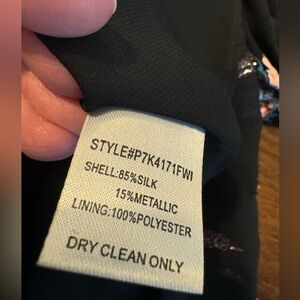 STYLE#P7K4171FWI
SHELL:85%SILK
15%METALLIC
LINING:100%POLYESTER
DRY CLEAN ONLY